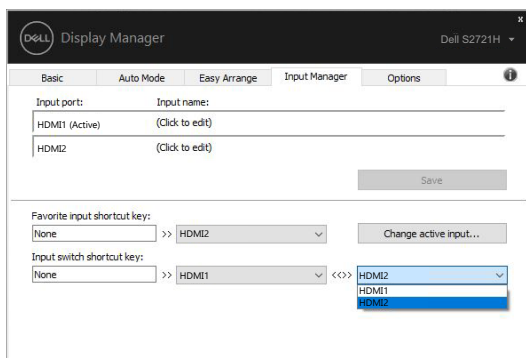 DELL Display Manager
x
Dell S2721H
Basic Auto Mode Easy Arrange Input Manager Options i
Input port: Input name:
HDMI1 (Active) (Click to edit)
HDMI2 (Click to edit)
Save
Favorite input shortcut key:
None >> HDMI2 Change active input...
Input switch shortcut key:
None >> HDMI1 <<>> HDMI2
HDMI1
HDMI2